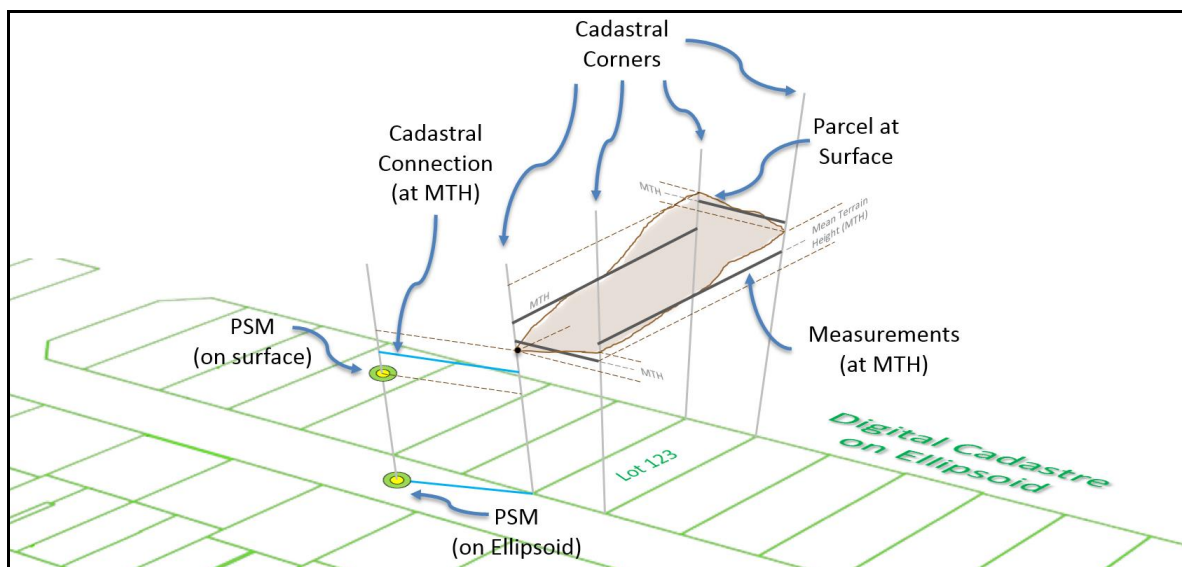 Cadastral
Corners
Cadastral
Connection
(at MTH)
Parcel at
Surface
MTH
Mean Terrain
Height (MTH)
MTH
PSM
(on surface)
Measurements
(at MTH)
MTH
Digital Cadastre
on Ellipsoid
Lot 123
PSM
(on Ellipsoid)